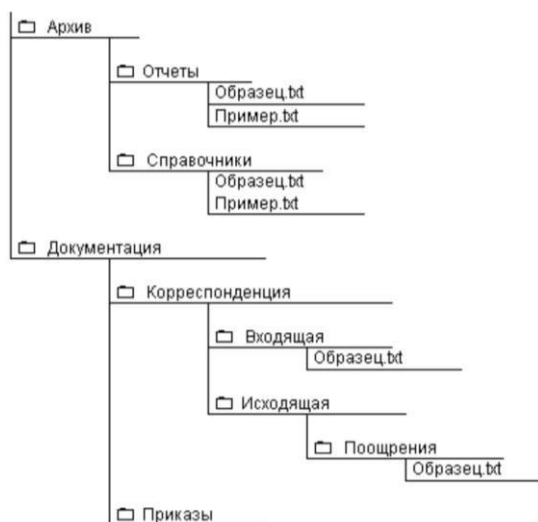 Архив
Отчеты
Образец.txt
Пример.txt
Справочники
Образец.txt
Пример.txt
Документация
Корреспонденция
Входящая
Образец.txt
Исходящая
Поощрения
Образец.txt
Приказы